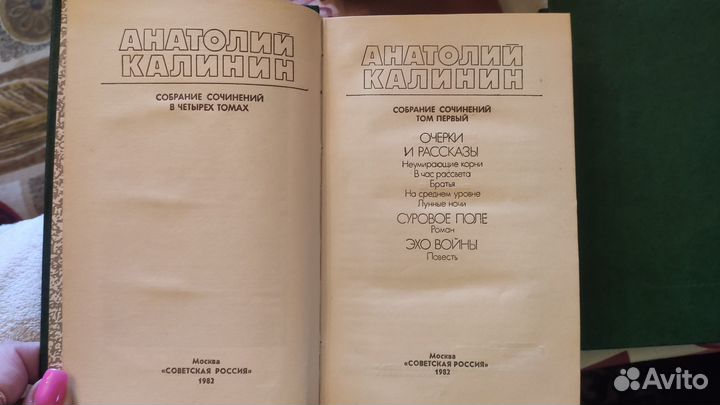 АНАТОЛИЙ
КАЛИНИН
СОБРАНИЕ СОЧИНЕНИЙ
В ЧЕТЫРЕХ ТОМАХ
Москва
«СОВЕТСКАЯ РОССИЯ»
1982
АНАТОЛИЙ
КАЛИНИН
СОБРАНИЕ СОЧИНЕНИЙ
ТОМ ПЕРВЫЙ
ОЧЕРКИ
И РАССКАЗЫ
Неумирающие корни
В час рассвета
Братья
На среднем уровне
Лунные ночи
СУРОВОЕ ПОЛЕ
Роман
ЭХО ВОЙНЫ
Повесть
Москва
«СОВЕТСКАЯ РОССИЯ»
1982
Avito